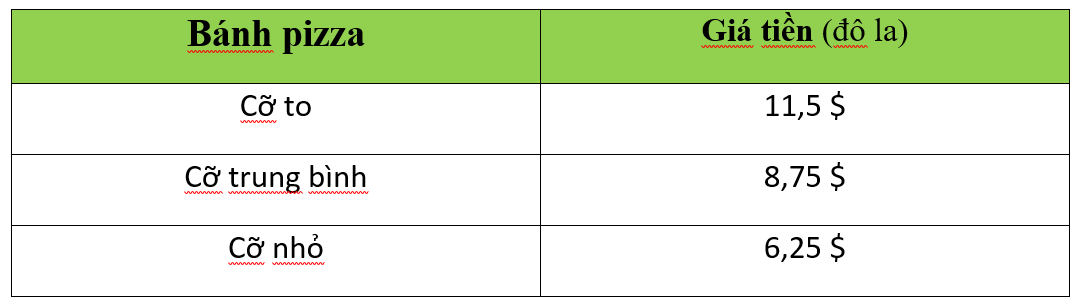 Bánh pizza
Giá tiền (đô la)
Cỡ to
11,5 $
Cỡ trung bình
8,75 $
Cỡ nhỏ
6,25 $